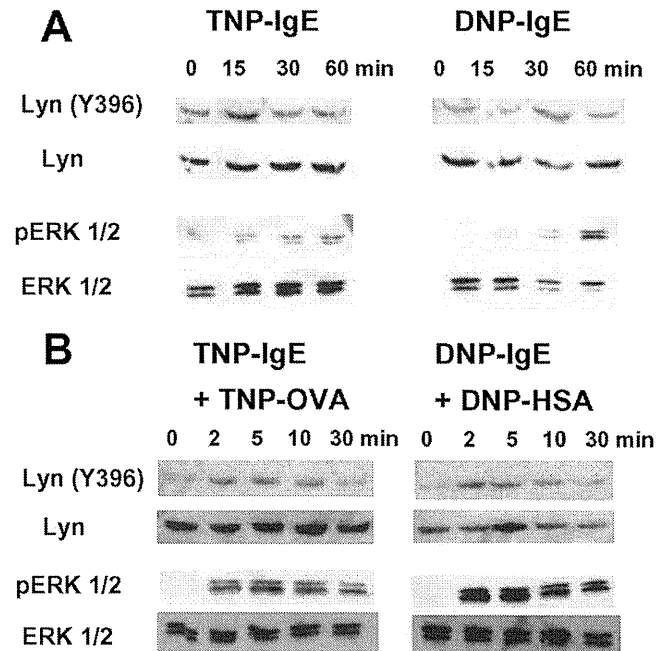 A
TNP-IgE DNP-IgE
0 15 30 60 min 0 15 30 60 min
Lyn (Y396)
Lyn
pERK 1/2
ERK 1/2
B
TNP-IgE DNP-IgE
+ TNP-OVA + DNP-HSA
0 2 5 10 30 min 0 2 5 10 30 min
Lyn (Y396)
Lyn
pERK 1/2
ERK 1/2